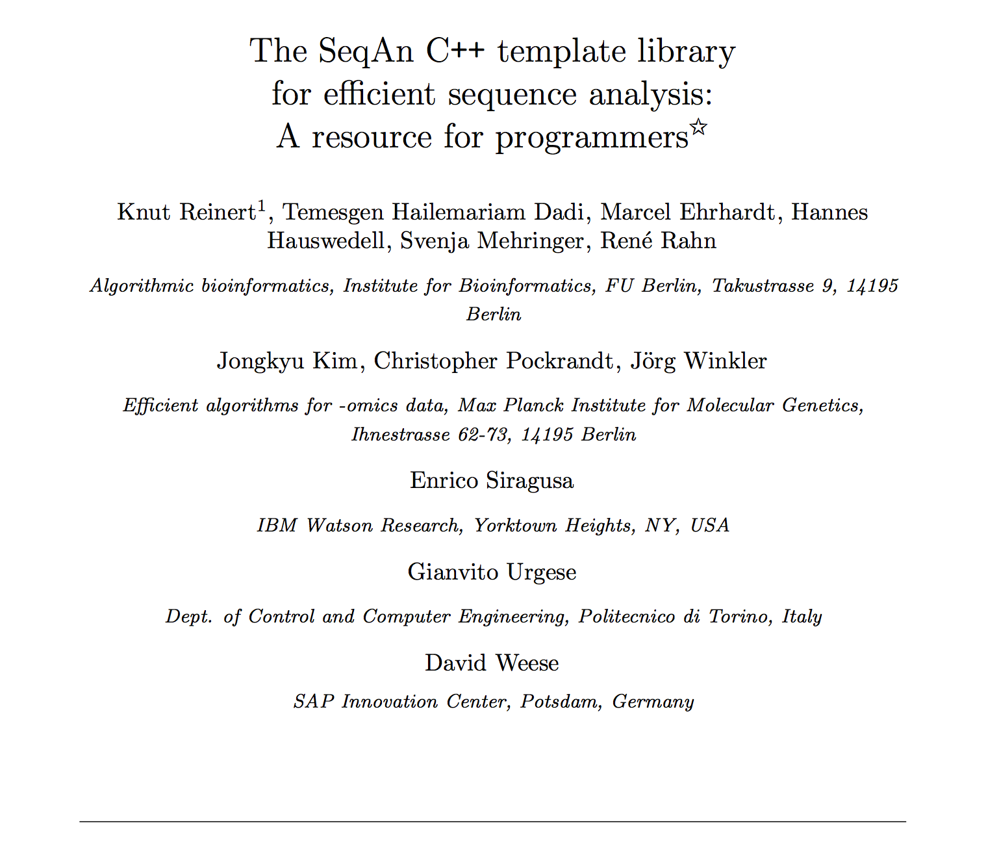 The SeqAn C++ template library
for efficient sequence analysis:
A resource for programmers☆
Knut Reinert¹, Temesgen Hailemariam Dadi, Marcel Ehrhardt, Hannes
Hauswedell, Svenja Mehringer, René Rahn
Algorithmic bioinformatics, Institute for Bioinformatics, FU Berlin, Takustrasse 9, 14195
Berlin
Jongkyu Kim, Christopher Pockrandt, Jörg Winkler
Efficient algorithms for -omics data, Max Planck Institute for Molecular Genetics,
Ihnestrasse 62-73, 14195 Berlin
Enrico Siragusa
IBM Watson Research, Yorktown Heights, NY, USA
Gianvito Urgese
Dept. of Control and Computer Engineering, Politecnico di Torino, Italy
David Weese
SAP Innovation Center, Potsdam, Germany